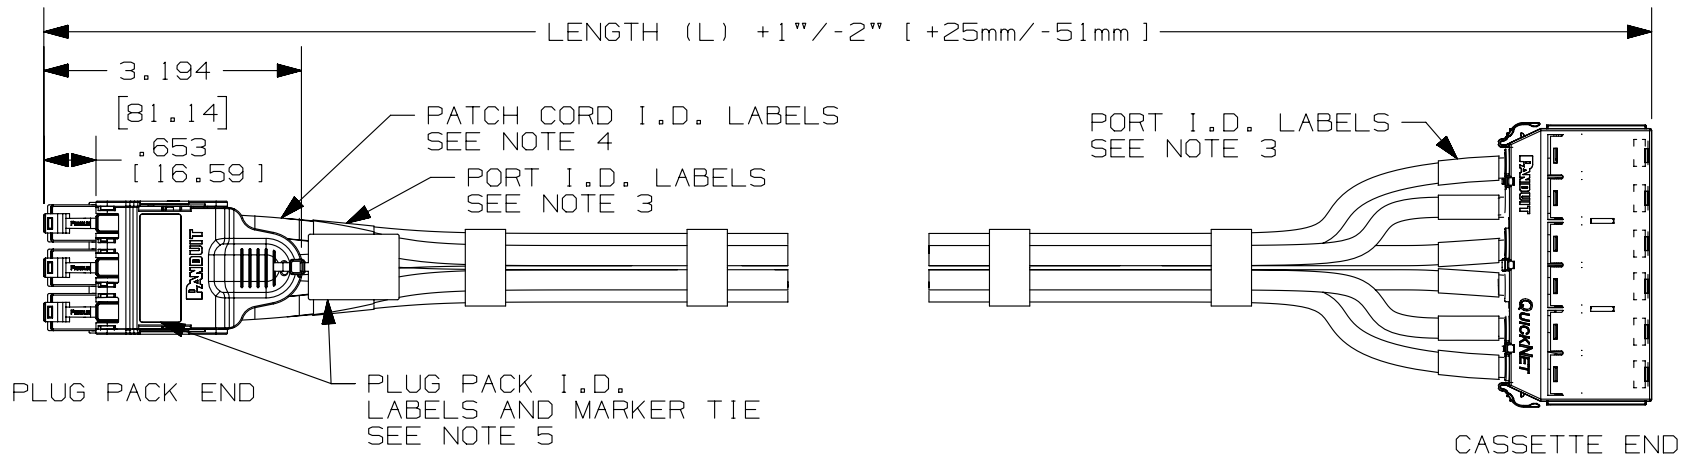 LENGTH (L) +1"/-2" [ +25mm/-51mm ]
3.194
[81.14]
.653
[ 16.59 ]
PATCH CORD I.D. LABELS
SEE NOTE 4
PORT I.D. LABELS
SEE NOTE 3
PORT I.D. LABELS
SEE NOTE 3
PANDUIT
PANDUIT
QUICKNET
PLUG PACK END
PLUG PACK I.D.
LABELS AND MARKER TIE
SEE NOTE 5
CASSETTE END